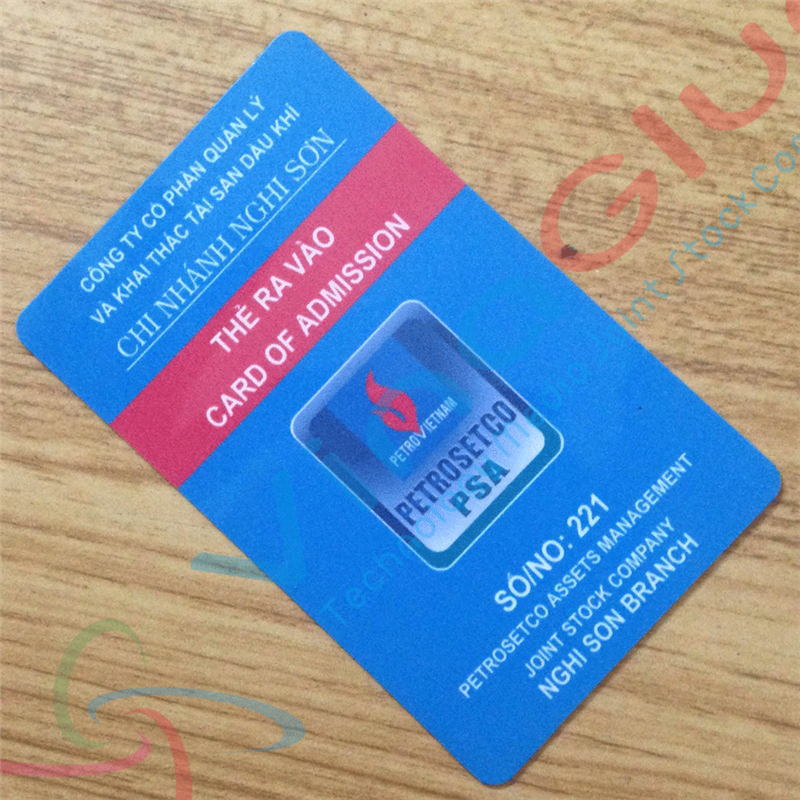 CÔNG TY CỔ PHẦN QUẢN LÝ
VÀ KHAI THÁC TÀI SẢN DẦU KHÍ
CHI NHÁNH NGHI SƠN
THẺ RA VÀO
CARD OF ADMISSION
PETROVIETNAM
PETROSETCO
PSA
SỐ/NO: 221
PETROSETCO ASSETS MANAGEMENT
JOINT STOCK COMPANY
NGHI SON BRANCH